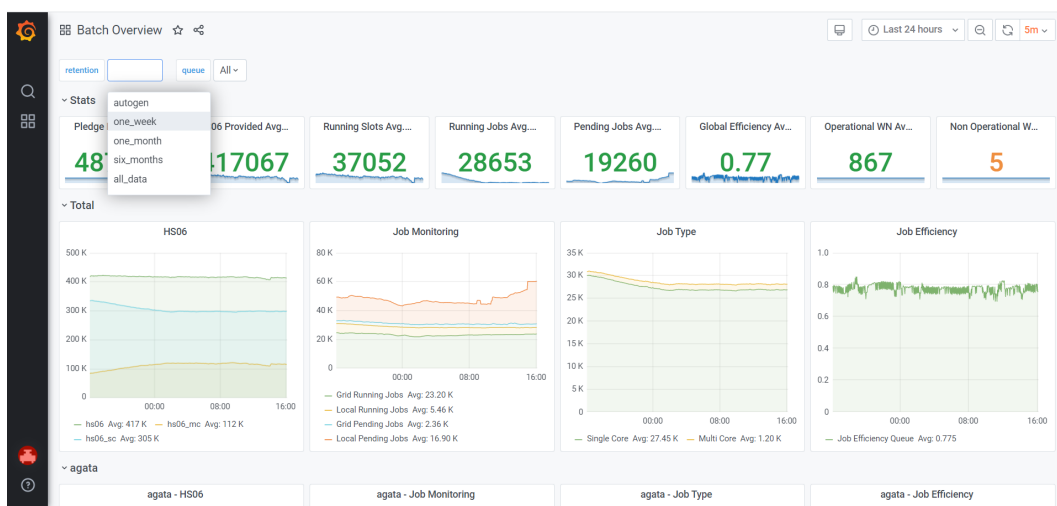 Batch Overview
Last 24 hours
5m
retention
queue
All
Stats
autogen
one_week
one_month
six_months
all_data
Pledge
06 Provided Avg...
Running Slots Avg....
Running Jobs Avg....
Pending Jobs Avg....
Global Efficiency Av...
Operational WN Av...
Non Operational W...
48
417067
37052
28653
19260
0.77
867
5
Total
HS06
Job Monitoring
Job Type
Job Efficiency
500 K
400 K
300 K
200 K
100 K
0
00:00 08:00 16:00
hs06 Avg: 417 K
hs06_mc Avg: 112 K
hs06_sc Avg: 305 K
80 K
60 K
40 K
20 K
0
00:00 08:00 16:00
Grid Running Jobs Avg: 23.20 K
Local Running Jobs Avg: 5.46 K
Grid Pending Jobs Avg: 2.36 K
Local Pending Jobs Avg: 16.90 K
35 K
30 K
25 K
20 K
15 K
10 K
5 K
0
00:00 08:00 16:00
Single Core Avg: 27.45 K
Multi Core Avg: 1.20 K
1.0
0.8
0.6
0.4
0.2
0
00:00 08:00 16:00
Job Efficiency Queue Avg: 0.775
agata
agata - HS06
agata - Job Monitoring
agata - Job Type
agata - Job Efficiency